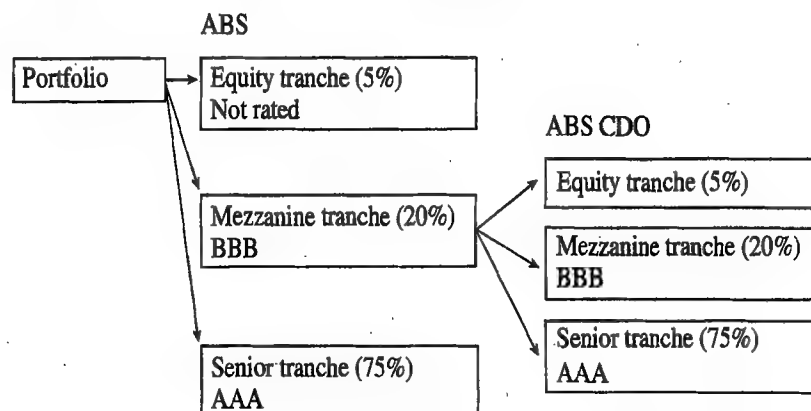 ABS
Portfolio
Equity tranche (5%)
Not rated
Mezzanine tranche (20%)
BBB
Senior tranche (75%)
AAA
ABS CDO
Equity tranche (5%)
Mezzanine tranche (20%)
BBB
Senior tranche (75%)
AAA